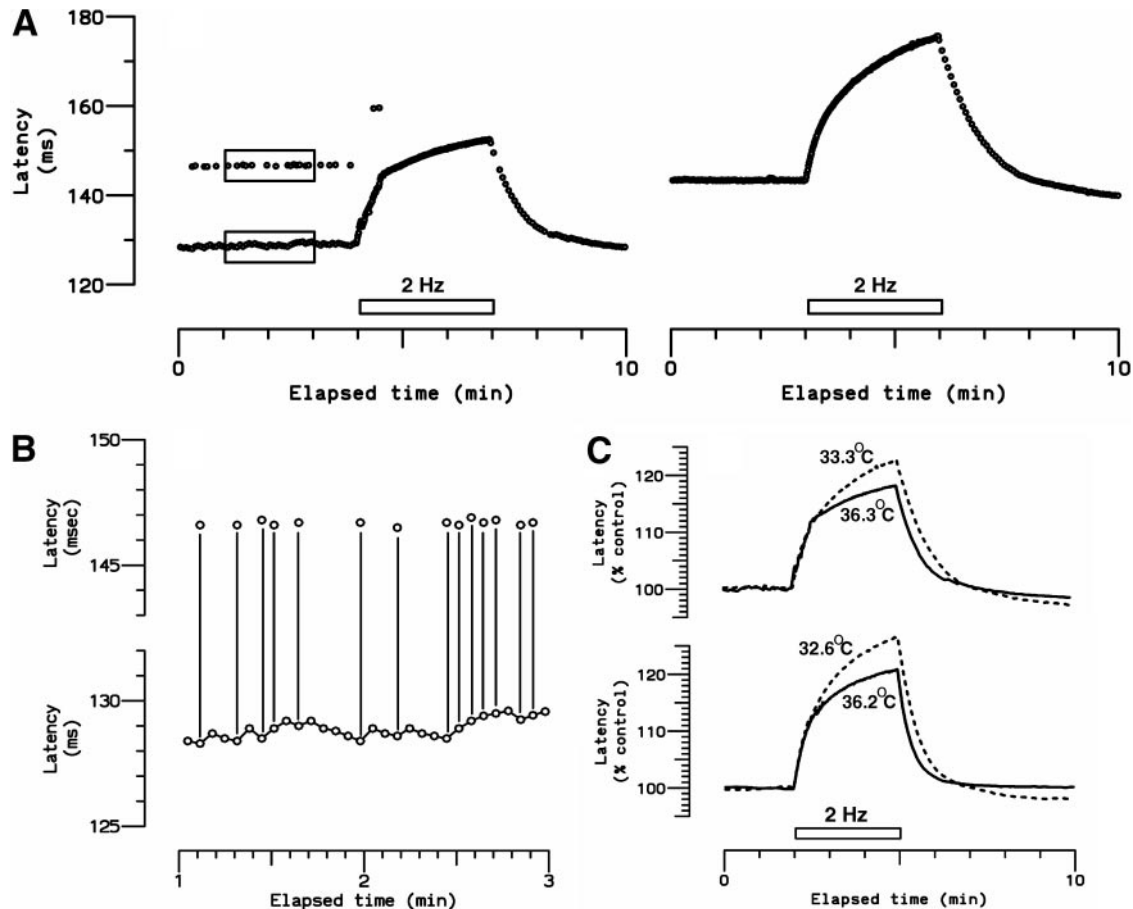 A
180
160
140
120
Latency
(ms)
2 Hz
0
10
Elapsed time (min)
2 Hz
0
10
Elapsed time (min)
B
150
145
Latency
(msec)
130
125
Latency
(ms)
1
2
3
Elapsed time (min)
C
120
110
100
Latency
(% control)
33.3°C
36.3°C
120
110
100
Latency
(% control)
32.6°C
36.2°C
2 Hz
0
10
Elapsed time (min)